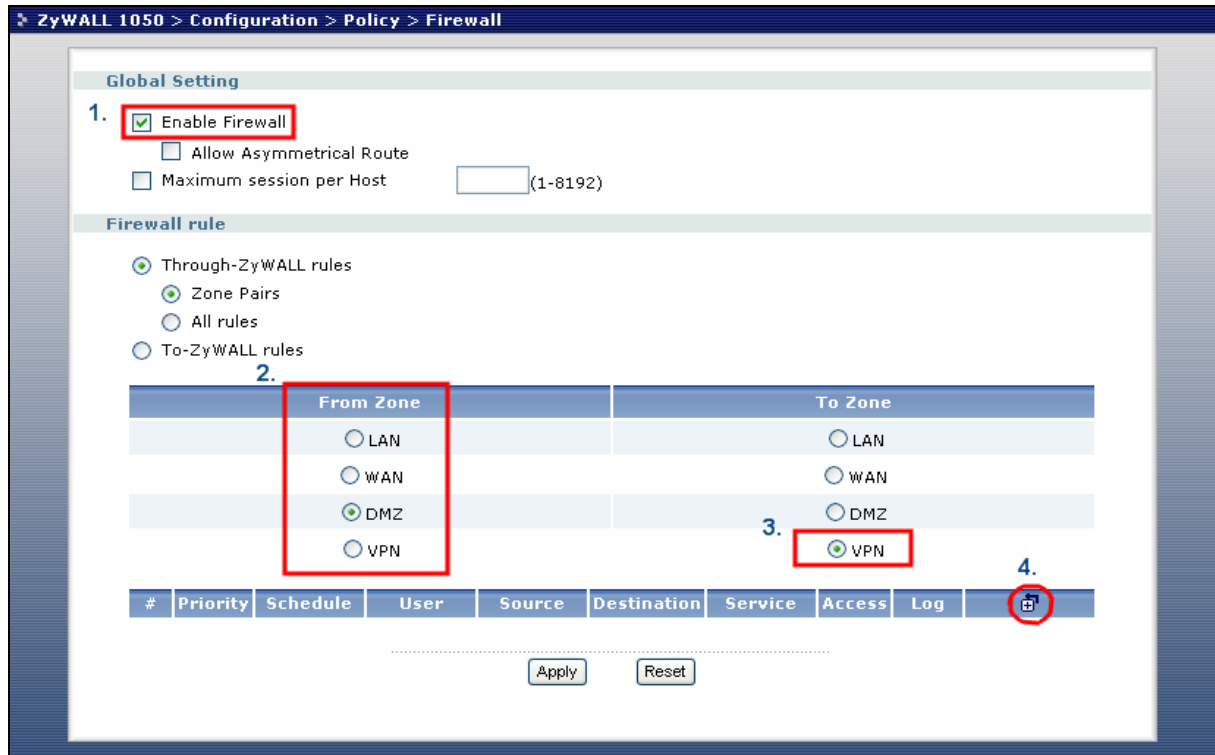 ZyWALL 1050 > Configuration > Policy > Firewall
Global Setting
1.
Enable Firewall
Allow Asymmetrical Route
Maximum session per Host (1-8192)
Firewall rule
Through-ZyWALL rules
Zone Pairs
All rules
To-ZyWALL rules
2.
From Zone To Zone
LAN LAN
WAN WAN
DMZ DMZ
3.
VPN VPN
4.
# Priority Schedule User Source Destination Service Access Log
Apply Reset